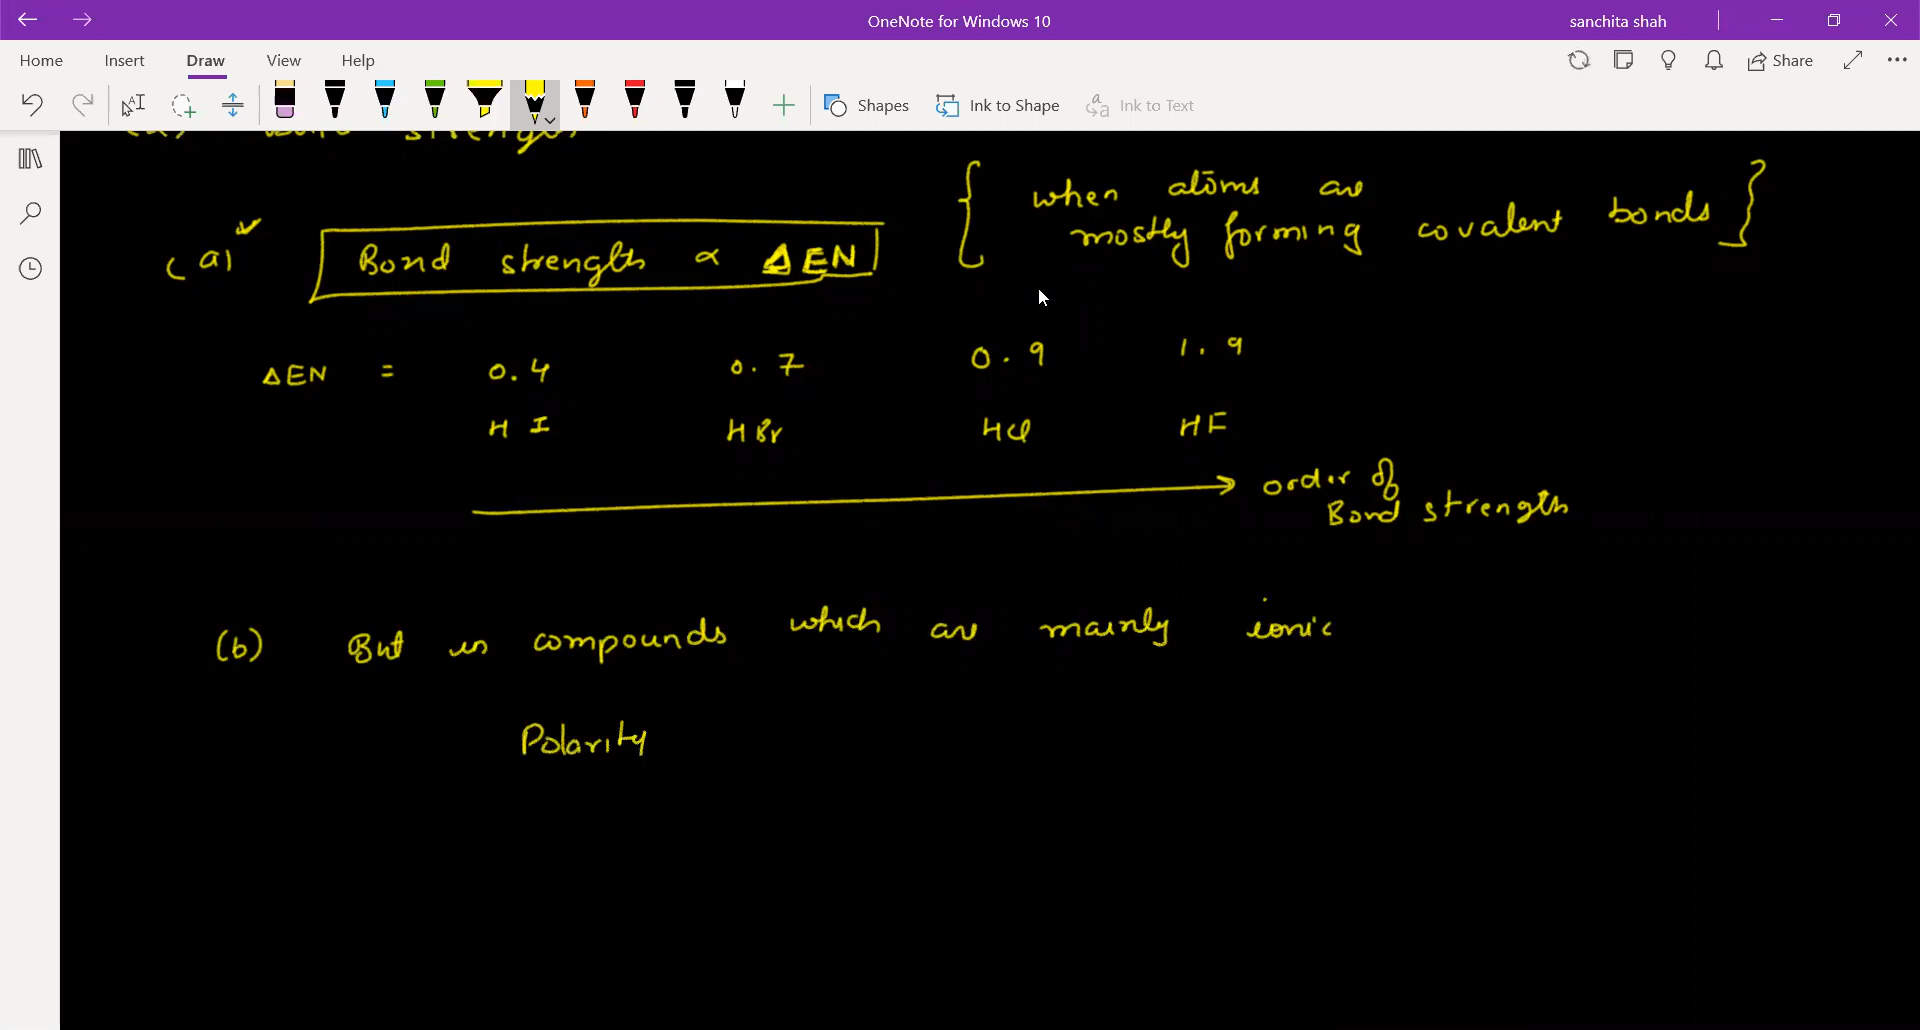 OneNote for Windows 10
sanchita shah
Home Insert Draw View Help
Share
Shapes Ink to Shape Ink to Text
strength
(a) Bond strength ∝ ΔEN { when atoms are
mostly forming covalent bonds }
ΔEN = 0.4 0.7 0.9 1.9
HI HBr HCl HF
order of
Bond strength
(b) But in compounds which are mainly ionic
Polarity